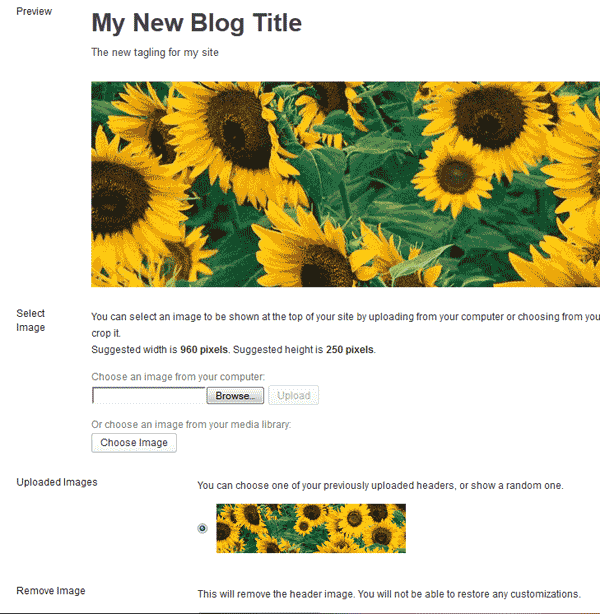 Preview
My New Blog Title
The new tagling for my site
Select
Image
You can select an image to be shown at the top of your site by uploading from your computer or choosing from you
crop it.
Suggested width is 960 pixels. Suggested height is 250 pixels.
Choose an image from your computer:
Browse... Upload
Or choose an image from your media library:
Choose Image
Uploaded Images
You can choose one of your previously uploaded headers, or show a random one.
Remove Image
This will remove the header image. You will not be able to restore any customizations.